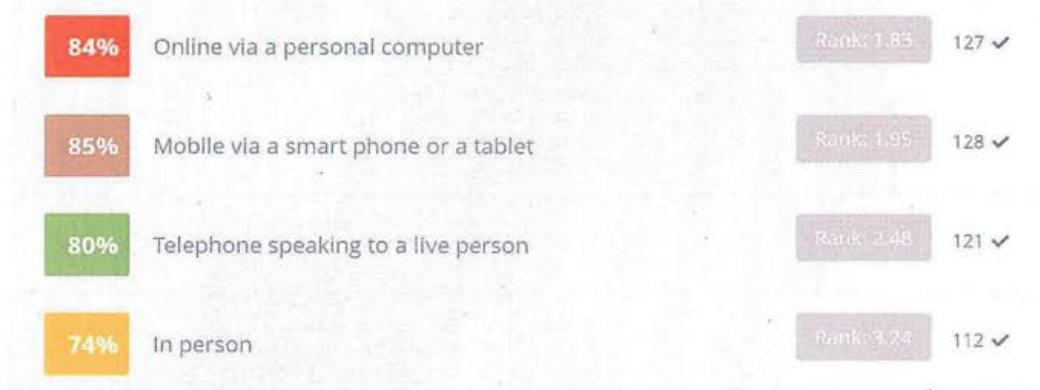 84% Online via a personal computer Rank: 1.83 127 ✔
85% Mobile via a smart phone or a tablet Rank: 1.95 128 ✔
80% Telephone speaking to a live person Rank: 2.48 121 ✔
74% In person Rank: 3.24 112 ✔